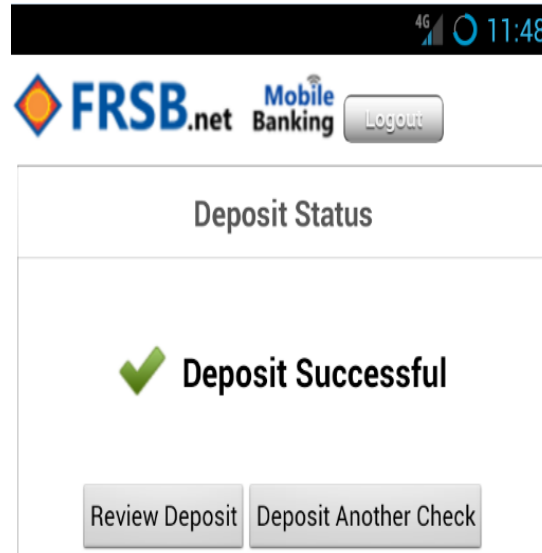 4G 11:48
FRSB.net Mobile Banking Logout
Deposit Status
Deposit Successful
Review Deposit Deposit Another Check